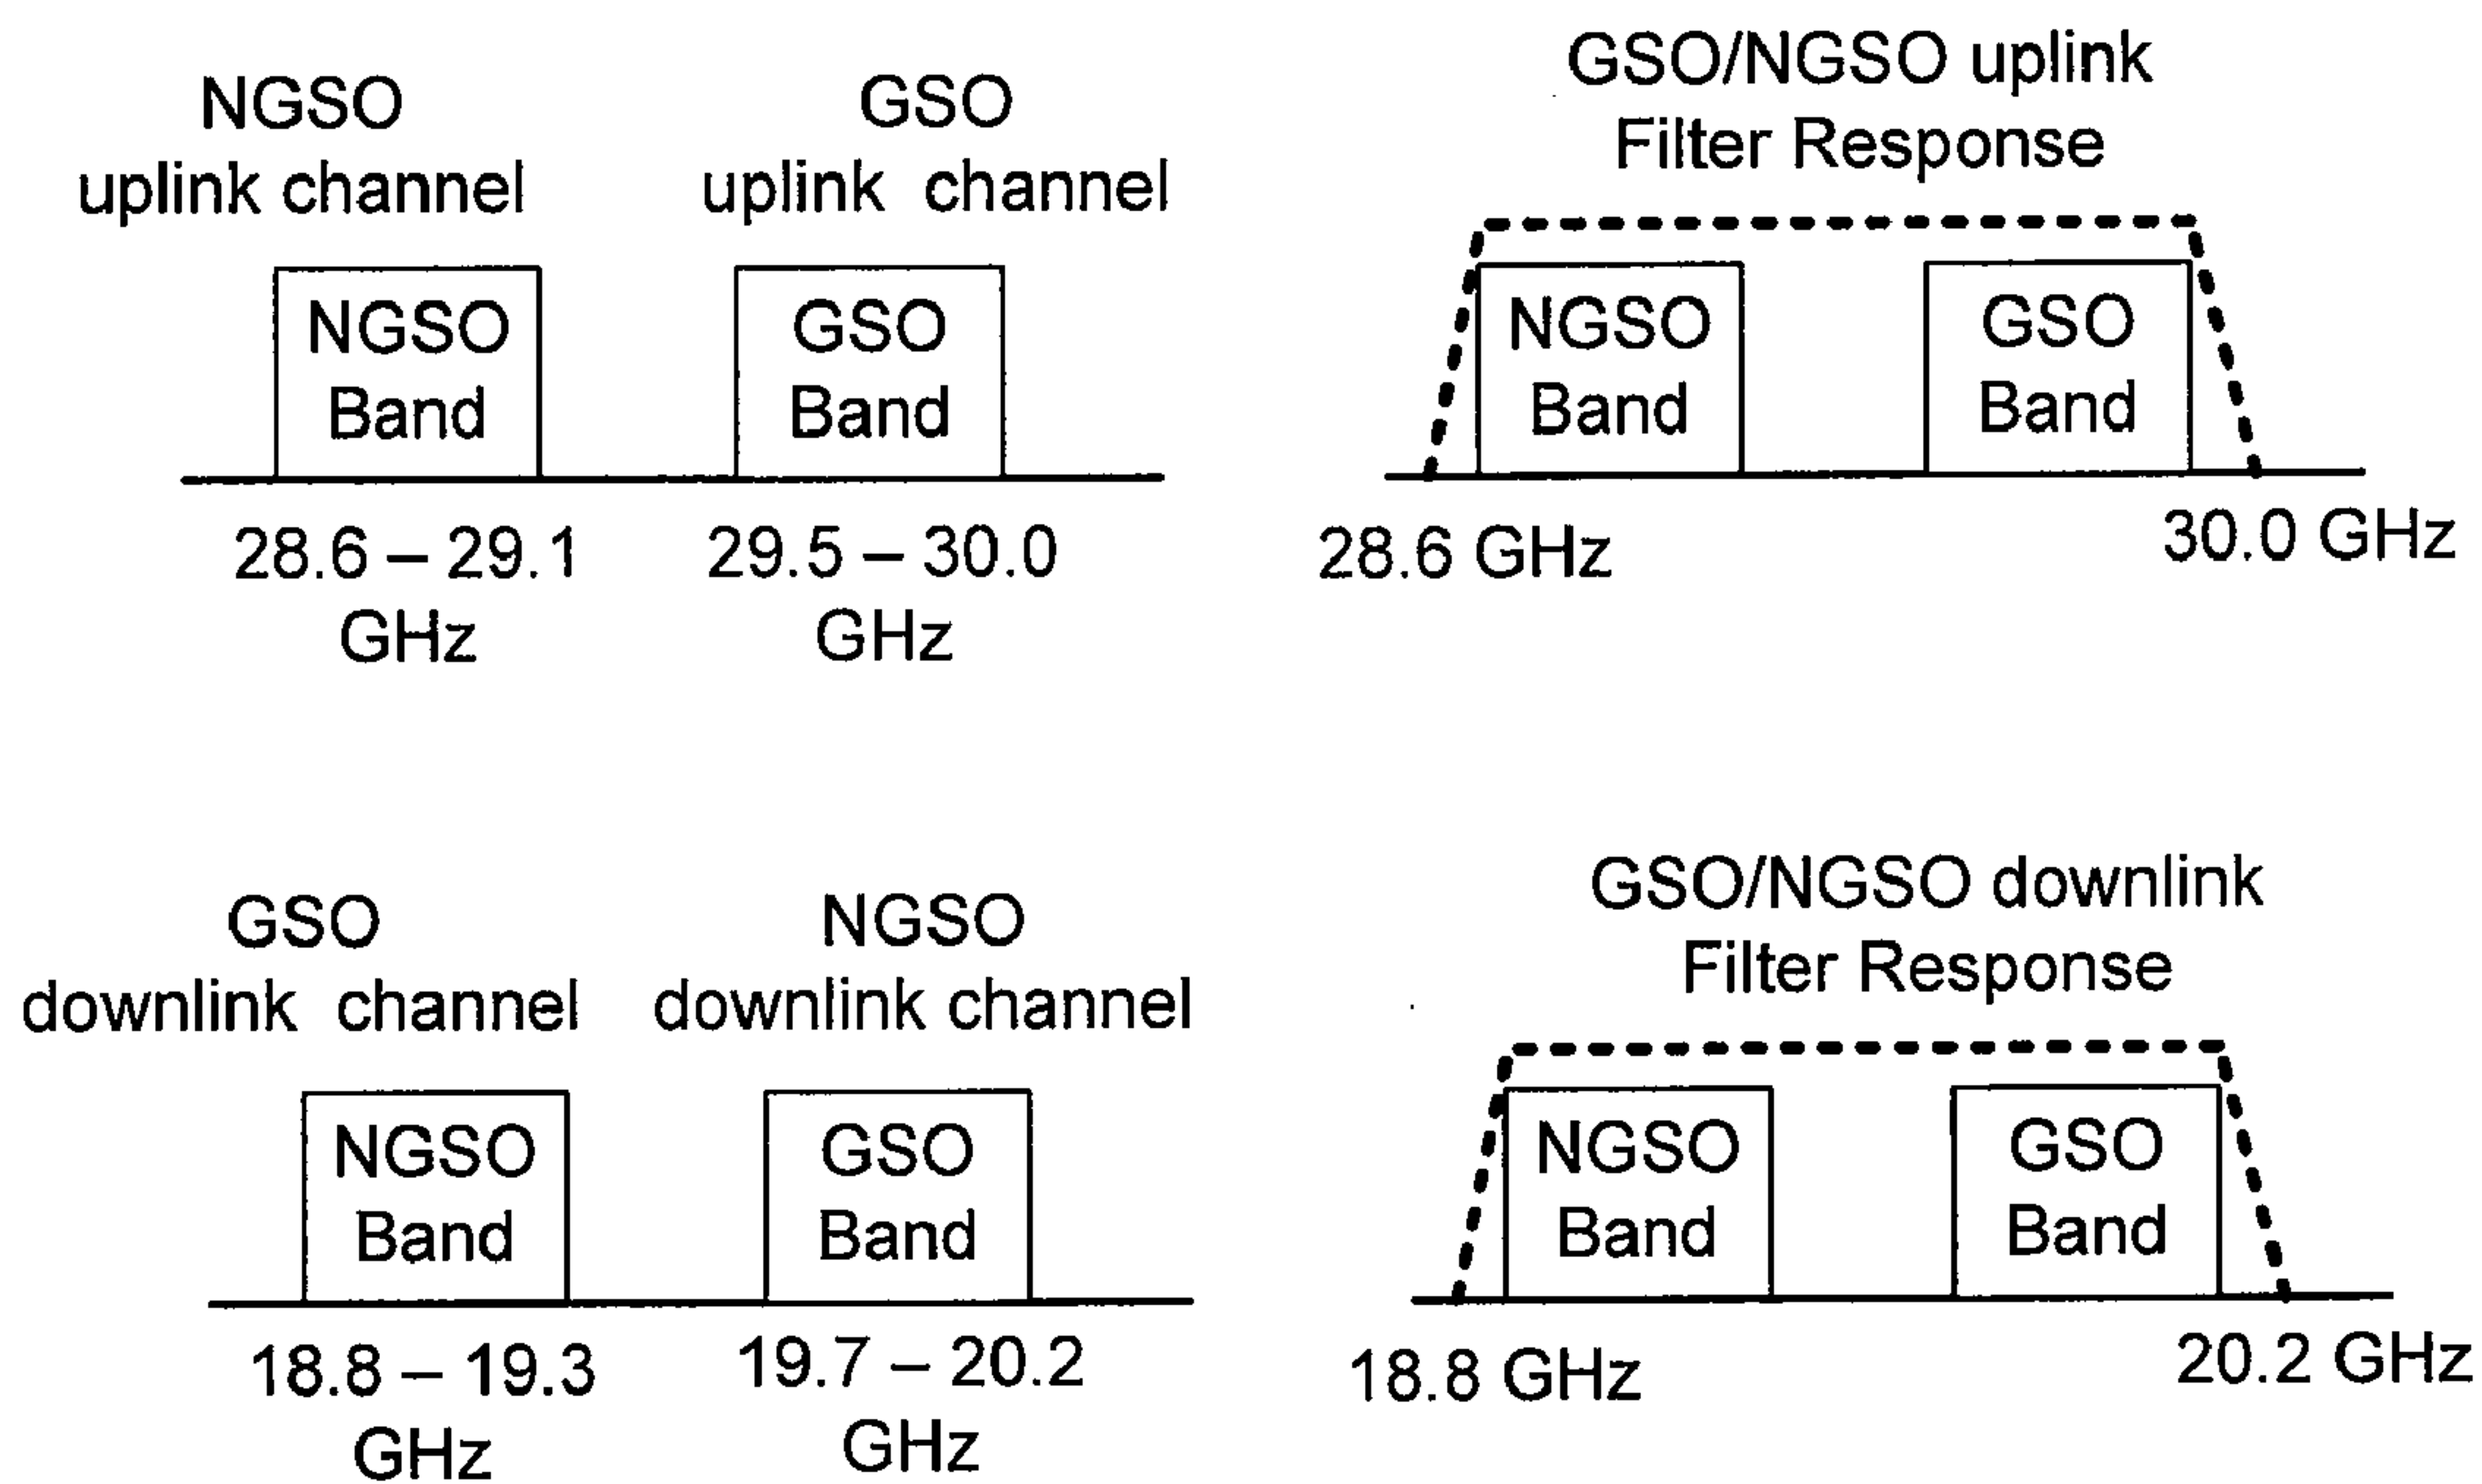 NGSO
uplink channel
GSO
uplink channel
GSO/NGSO uplink
Filter Response
NGSO
Band
GSO
Band
NGSO
Band
GSO
Band
28.6 – 29.1
GHz
29.5 – 30.0
GHz
28.6 GHz
30.0 GHz
GSO
downlink channel
NGSO
downlink channel
GSO/NGSO downlink
Filter Response
NGSO
Band
GSO
Band
NGSO
Band
GSO
Band
18.8 – 19.3
GHz
19.7 – 20.2
GHz
18.8 GHz
20.2 GHz